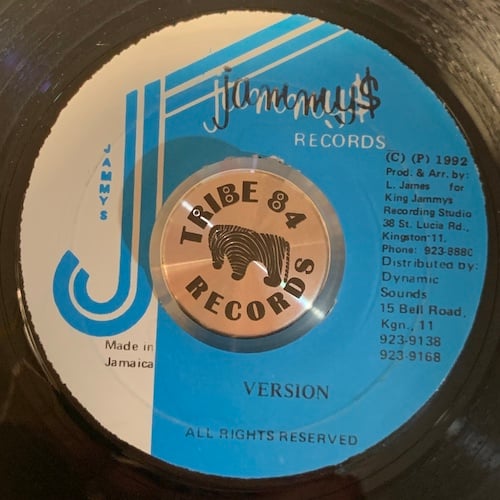 jammy$
RECORDS
JAMMYS
(C) (P) 1992
Prod. & Arr. by:
L. James for
King Jammys
Recording Studio
38 St. Lucia Rd.,
Kingston 11.
Phone: 923-8880
Distributed by:
Dynamic
Sounds
15 Bell Road,
Kgn., 11
923-9138
923-9168
TRIBE 84
RECORDS
Made in
Jamaica
VERSION
ALL RIGHTS RESERVED